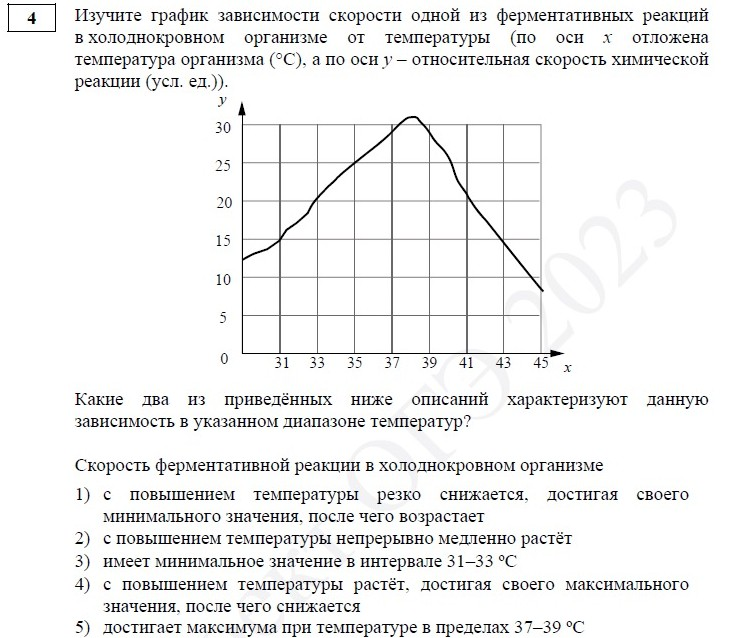 4
Изучите график зависимости скорости одной из ферментативных реакций
в холоднокровном организме от температуры (по оси x отложена
температура организма (°С), а по оси y – относительная скорость химической
реакции (усл. ед.)).
y
30
25
20
15
10
5
0
31 33 35 37 39 41 43 45 x
Какие два из приведённых ниже описаний характеризуют данную
зависимость в указанном диапазоне температур?
Скорость ферментативной реакции в холоднокровном организме
1) с повышением температуры резко снижается, достигая своего
минимального значения, после чего возрастает
2) с повышением температуры непрерывно медленно растёт
3) имеет минимальное значение в интервале 31–33 ºС
4) с повышением температуры растёт, достигая своего максимального
значения, после чего снижается
5) достигает максимума при температуре в пределах 37–39 ºС
ОГЭ 2023